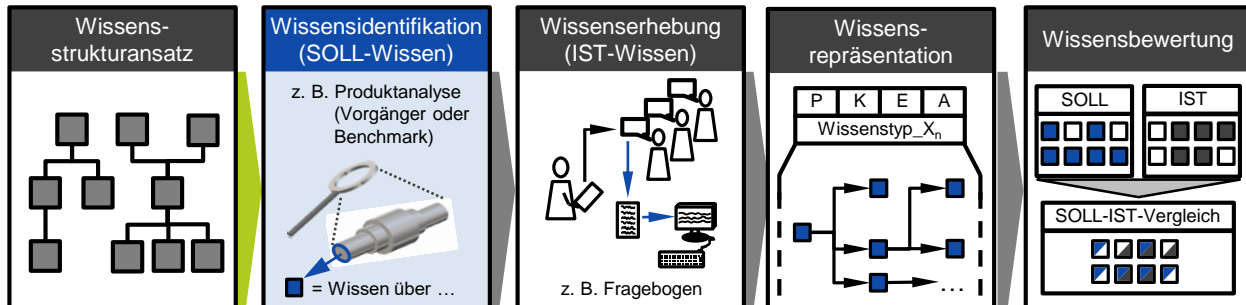 Wissens-
strukturansatz
Wissensidentifikation
(SOLL-Wissen)
z. B. Produktanalyse
(Vorgänger oder
Benchmark)
= Wissen über …
Wissenserhebung
(IST-Wissen)
z. B. Fragebogen
Wissens-
repräsentation
P K E A
Wissenstyp_Xn
…
Wissensbewertung
SOLL IST
SOLL-IST-Vergleich